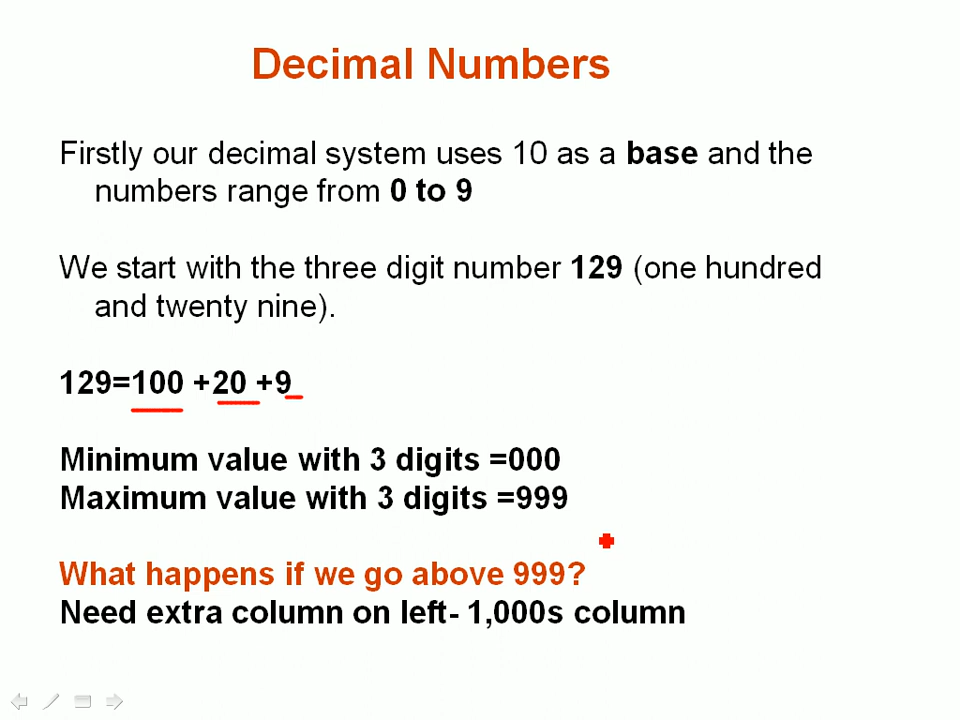 Decimal Numbers
Firstly our decimal system uses 10 as a base and the
numbers range from 0 to 9
We start with the three digit number 129 (one hundred
and twenty nine).
129=100 +20 +9
Minimum value with 3 digits =000
Maximum value with 3 digits =999
What happens if we go above 999?
Need extra column on left- 1,000s column